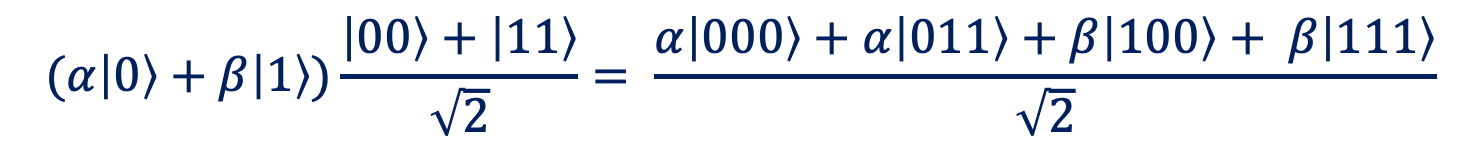 (α|0⟩ + β|1⟩) |00⟩ + |11⟩ / √2 = α|000⟩ + α|011⟩ + β|100⟩ + β|111⟩ / √2